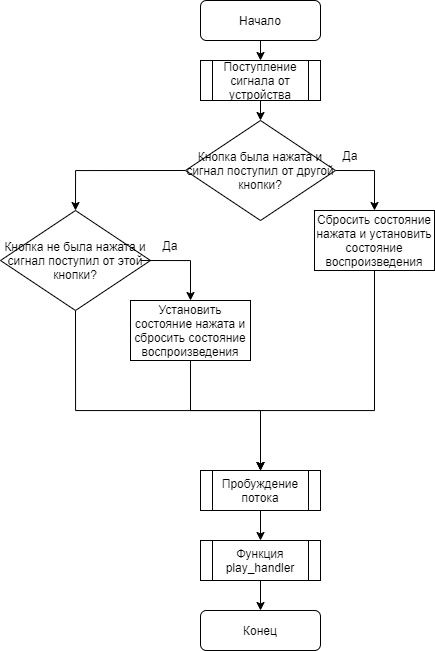 Начало
Поступление
сигнала от
устройства
Кнопка была нажата и
сигнал поступил от другой
кнопки?
Да
Сбросить состояние
нажата и установить
состояние
воспроизведения
Кнопка не была нажата и
сигнал поступил от этой
кнопки?
Да
Установить
состояние нажата и
сбросить состояние
воспроизведения
Пробуждение
потока
Функция
play_handler
Конец